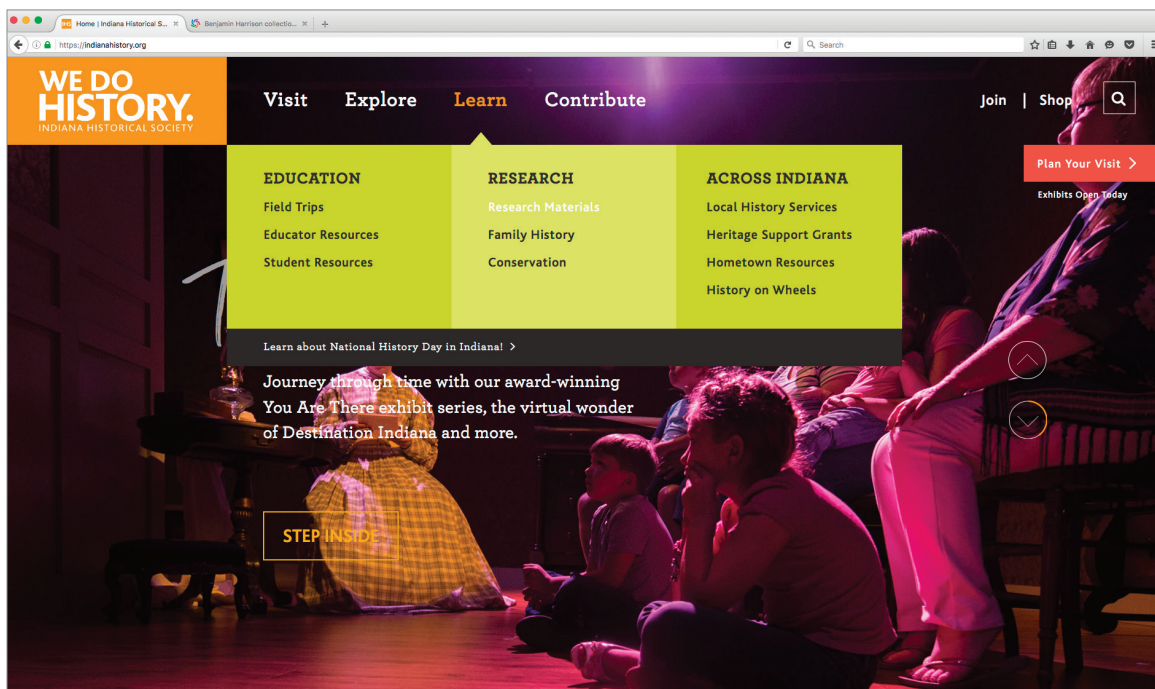 Home | Indiana Historical S...
Benjamin Harrison collectio...
https://indianahistory.org
Search
WE DO
HISTORY.
INDIANA HISTORICAL SOCIETY
Visit
Explore
Learn
Contribute
Join | Shop
Plan Your Visit >
Exhibits Open Today
EDUCATION
Field Trips
Educator Resources
Student Resources
RESEARCH
Research Materials
Family History
Conservation
ACROSS INDIANA
Local History Services
Heritage Support Grants
Hometown Resources
History on Wheels
Learn about National History Day in Indiana! >
Journey through time with our award-winning
You Are There exhibit series, the virtual wonder
of Destination Indiana and more.
STEP INSIDE